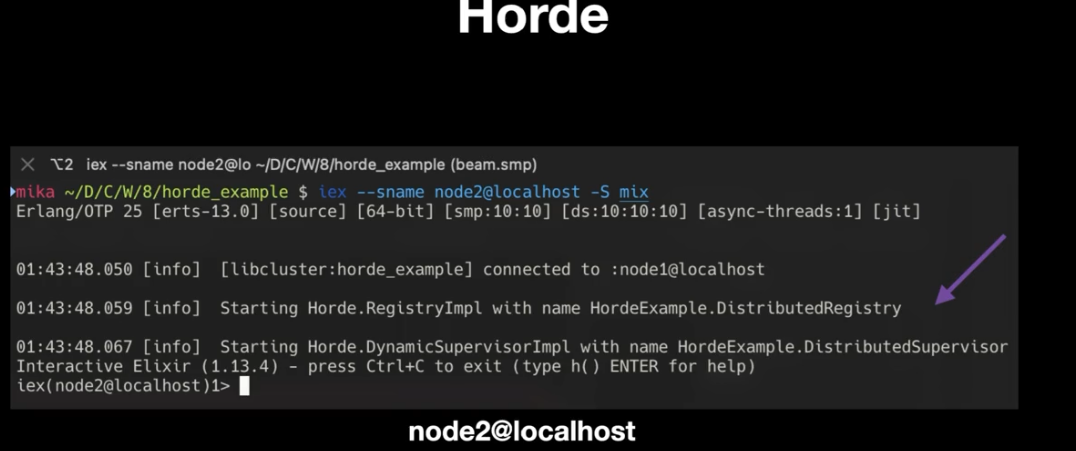 Horde
⌥2 iex --sname node2@lo ~/D/C/W/8/horde_example (beam.smp)
mika ~/D/C/W/8/horde_example $ iex --sname node2@localhost -S mix
Erlang/OTP 25 [erts-13.0] [source] [64-bit] [smp:10:10] [ds:10:10:10] [async-threads:1] [jit]
01:43:48.050 [info] [libcluster:horde_example] connected to :node1@localhost
01:43:48.059 [info] Starting Horde.RegistryImpl with name HordeExample.DistributedRegistry
01:43:48.067 [info] Starting Horde.DynamicSupervisorImpl with name HordeExample.DistributedSupervisor
Interactive Elixir (1.13.4) - press Ctrl+C to exit (type h() ENTER for help)
iex(node2@localhost)1>
node2@localhost